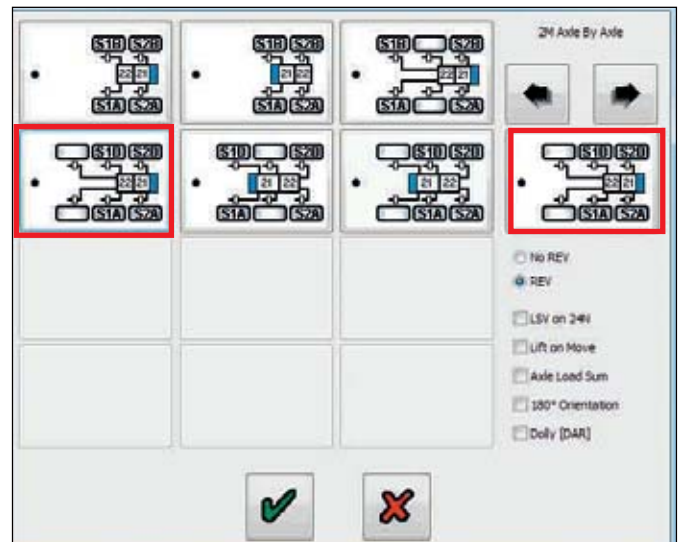 2M Axle By Axle
S1B S2B
22 21
S1A S2A
S1B S2B
21 22
S1A S2A
S1B S2B
22 21
S1A S2A
S1B S2B
22 21
S1A S2A
S1B S2B
21 22
S1A S2A
S1B S2B
21 22
S1A S2A
S1B S2B
22 21
S1A S2A
No REV
REV
LSV on 24N
Lift on Move
Axle Load Sum
180° Orientation
Dolly [DAR]